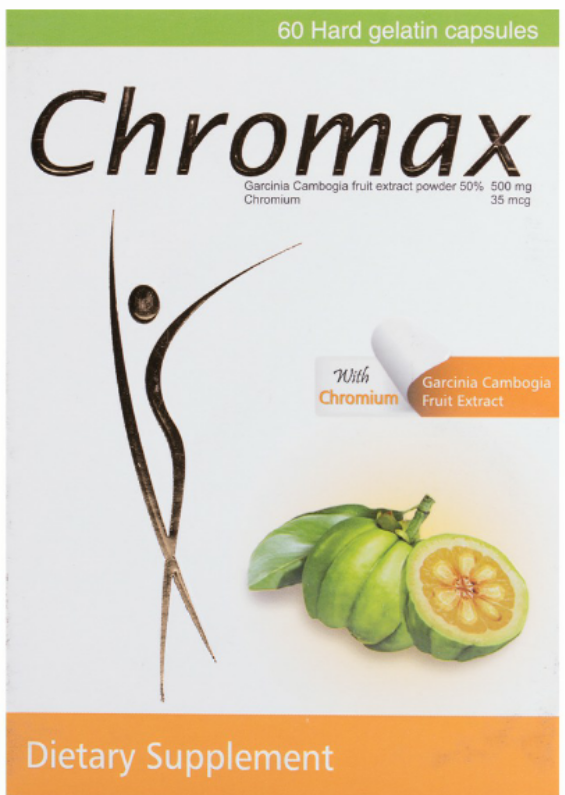 60 Hard gelatin capsules
Chromax
Garcinia Cambogia fruit extract powder 50% 500 mg
Chromium 35 mcg
With
Chromium
Garcinia Cambogia
Fruit Extract
Dietary Supplement